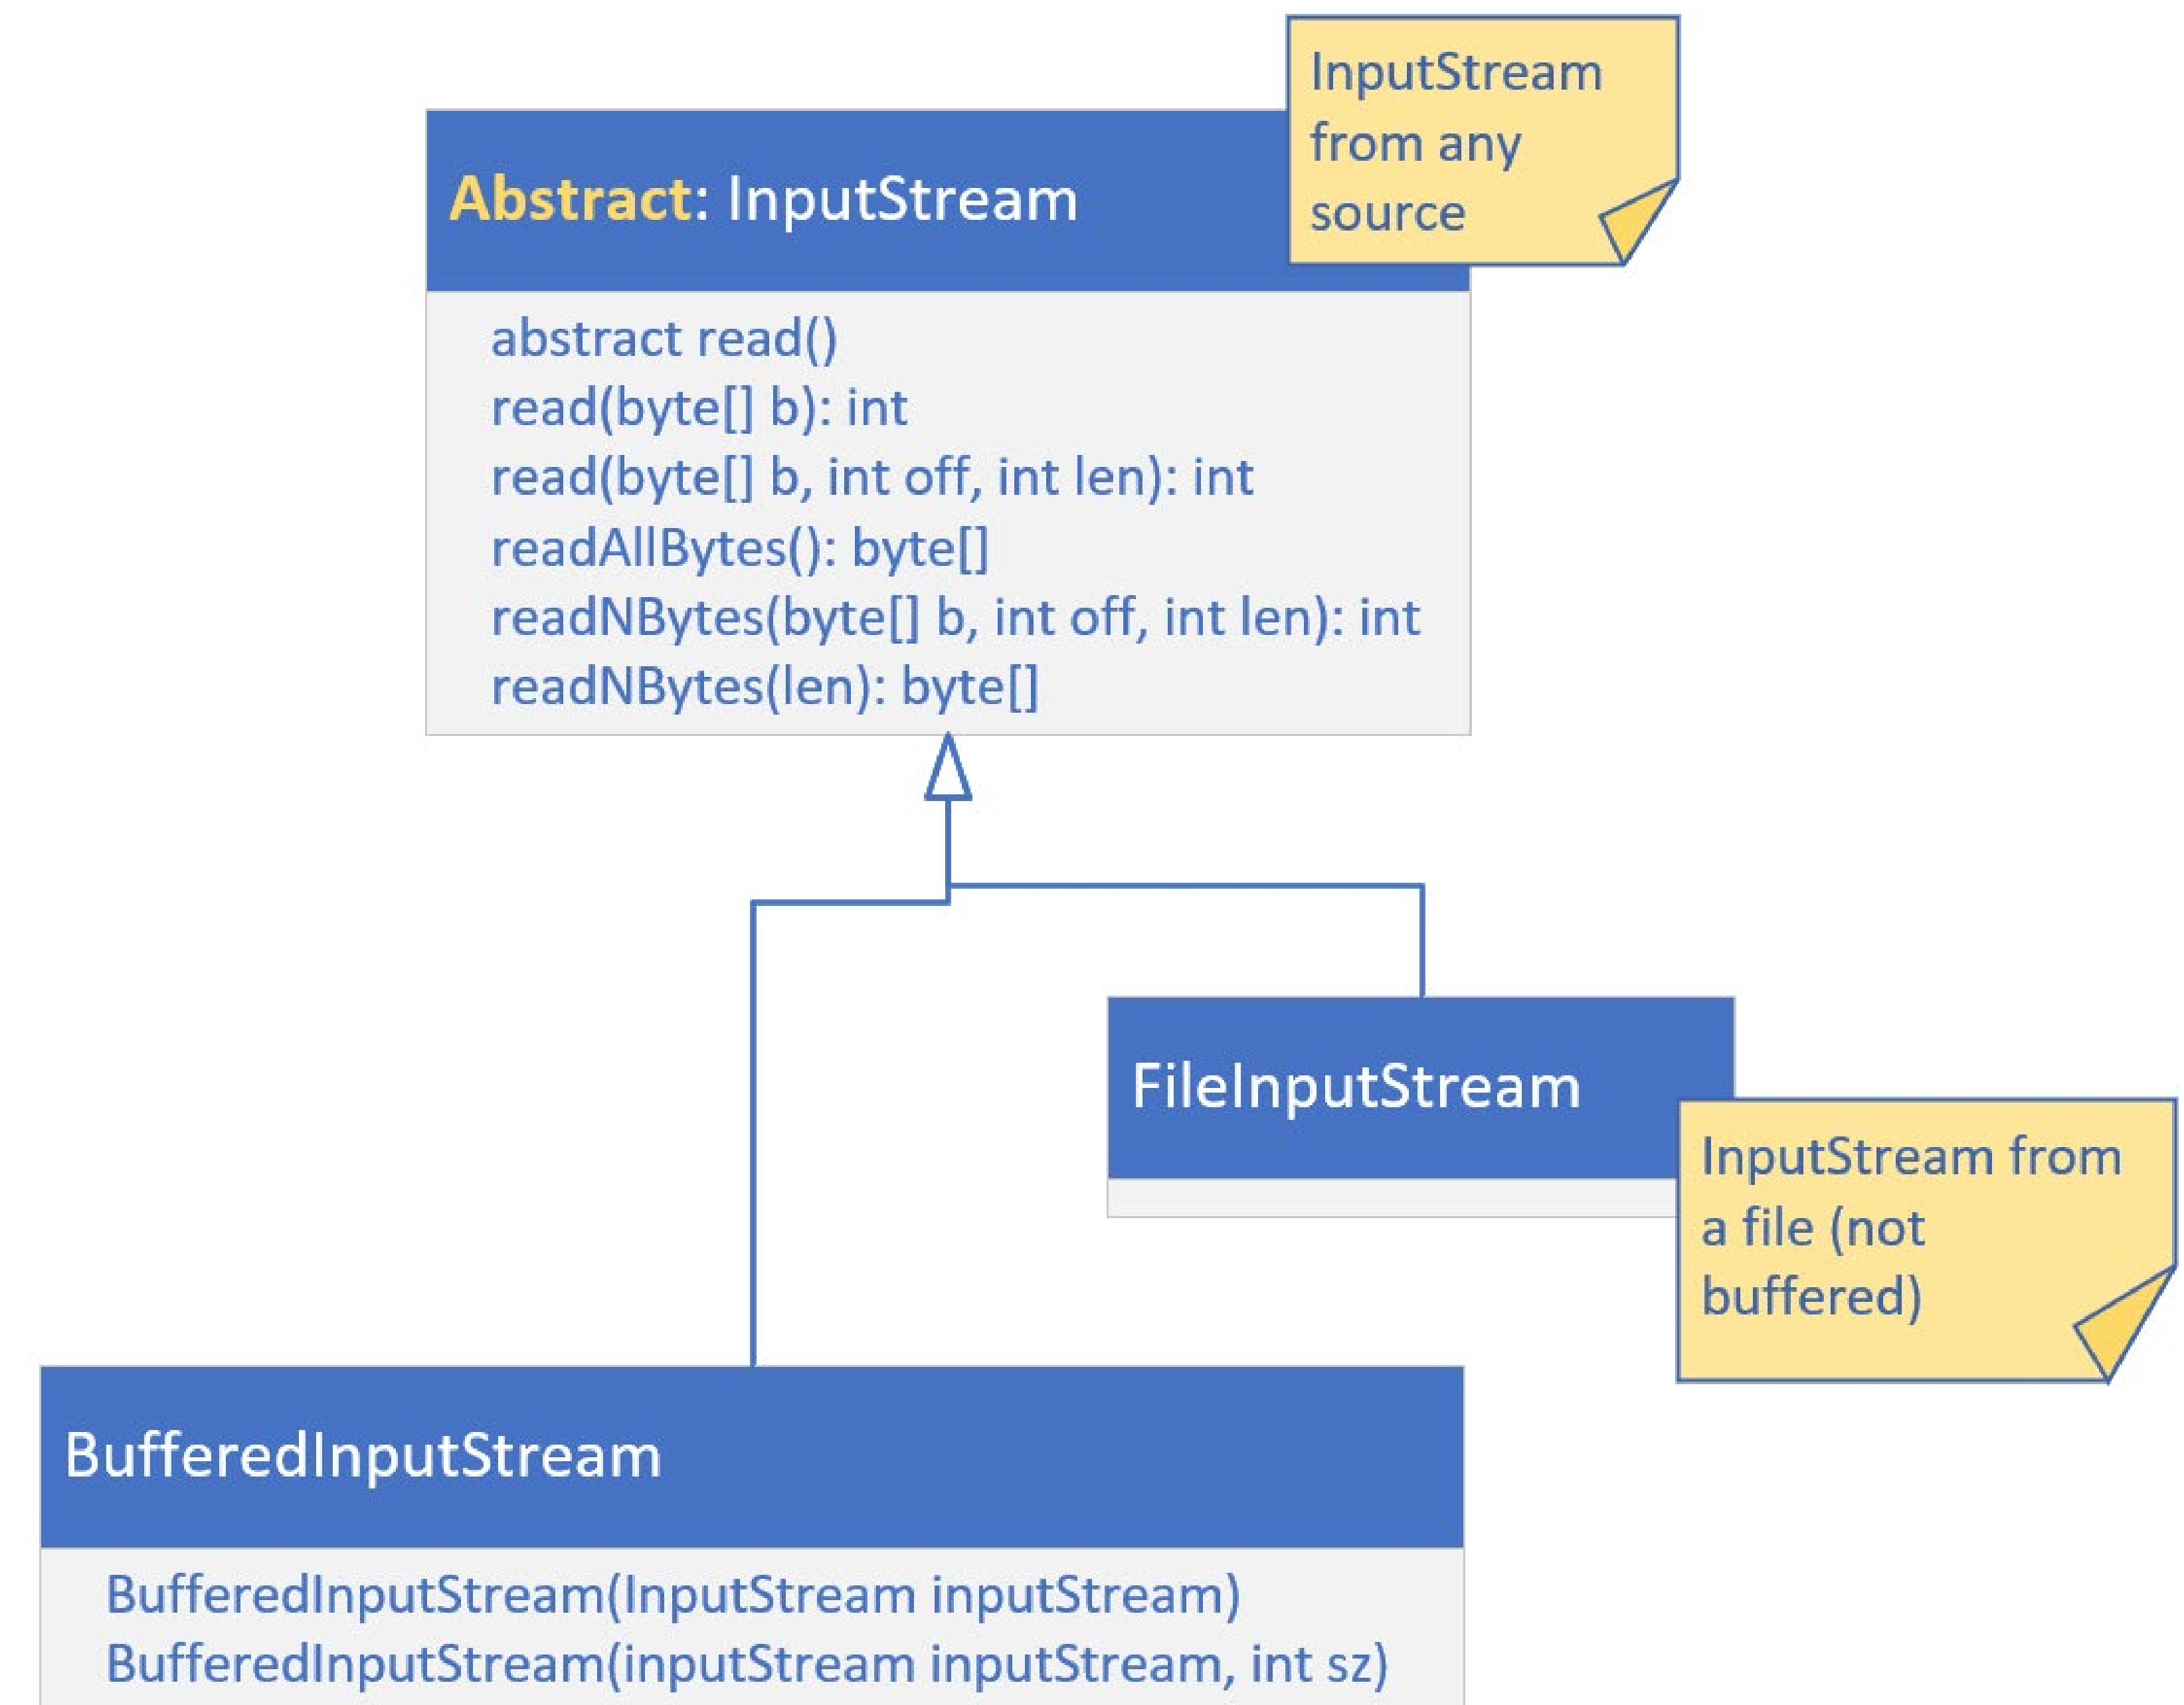 InputStream
from any
source
Abstract: InputStream
abstract read()
read(byte[] b): int
read(byte[] b, int off, int len): int
readAllBytes(): byte[]
readNBytes(byte[] b, int off, int len): int
readNBytes(len): byte[]
FileInputStream
InputStream from
a file (not
buffered)
BufferedInputStream
BufferedInputStream(InputStream inputStream)
BufferedInputStream(inputStream inputStream, int sz)